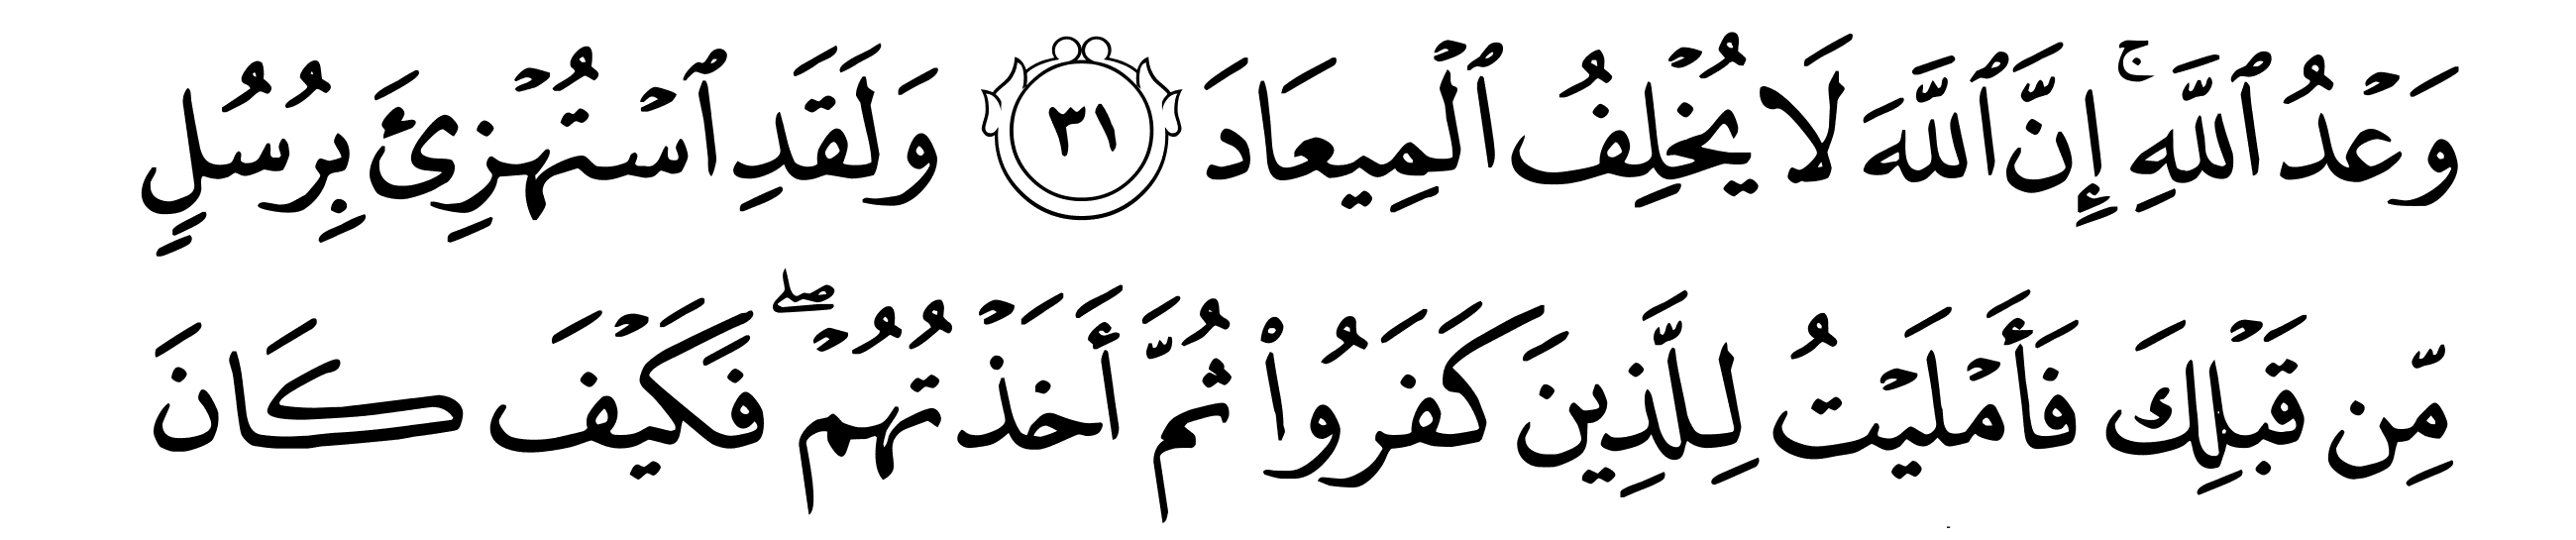 وَعۡدُ ٱللَّهِۚ إِنَّ ٱللَّهَ لَا يُخۡلِفُ ٱلۡمِيعَادَ ٣١ وَلَقَدِ ٱسۡتُهۡزِئَ بِرُسُلٖ
مِّن قَبۡلِكَ فَأَمۡلَيۡتُ لِلَّذِينَ كَفَرُواْ ثُمَّ أَخَذۡتُهُمۡۖ فَكَيۡفَ كَانَ